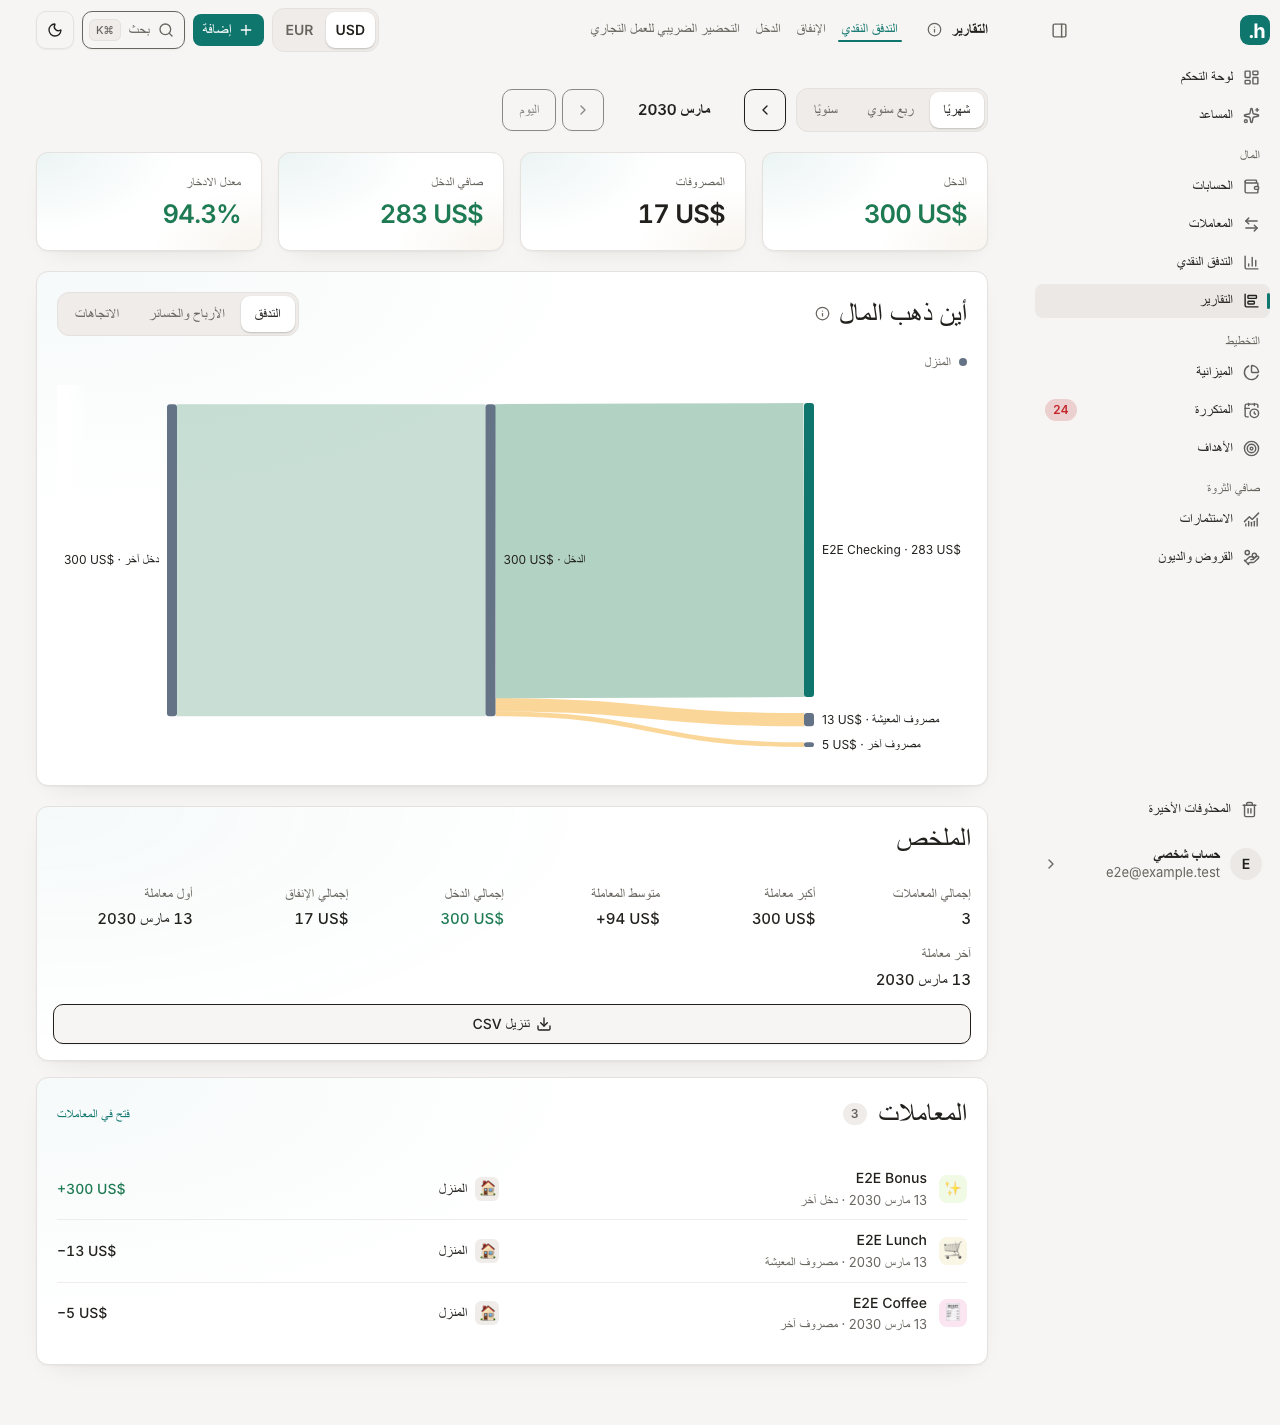 .h
لوحة التحكم
المساعد
المال
الحسابات
المعاملات
التدفق النقدي
التقارير
التخطيط
الميزانية
المتكررة 24
الأهداف
صافي الثروة
الاستثمارات
القروض والديون
المحذوفات الأخيرة
E حساب شخصي
e2e@example.test
التقارير التدفق النقدي الإنفاق الدخل التحضير الضريبي للعمل التجاري USD EUR إضافة بحث ⌘K
شهريًا ربع سنوي سنويًا مارس 2030 اليوم
الدخل المصروفات صافي الدخل معدل الادخار
300 US$ 17 US$ 283 US$ 94.3%
أين ذهب المال التدفق الأرباح والخسائر الاتجاهات
المنزل
E2E Checking · 283 US$
الدخل · 300 US$
دخل آخر · 300 US$
مصروف المعيشة · 13 US$
مصروف آخر · 5 US$
الملخص
إجمالي المعاملات أكبر معاملة متوسط المعاملة إجمالي الدخل إجمالي الإنفاق أول معاملة
3 300 US$ +94 US$ 300 US$ 17 US$ 13 مارس 2030
آخر معاملة
13 مارس 2030
تنزيل CSV
المعاملات 3 فتح في المعاملات
E2E Bonus
13 مارس 2030 · دخل آخر
المنزل
+300 US$
E2E Lunch
13 مارس 2030 · مصروف المعيشة
المنزل
−13 US$
E2E Coffee
13 مارس 2030 · مصروف آخر
المنزل
−5 US$